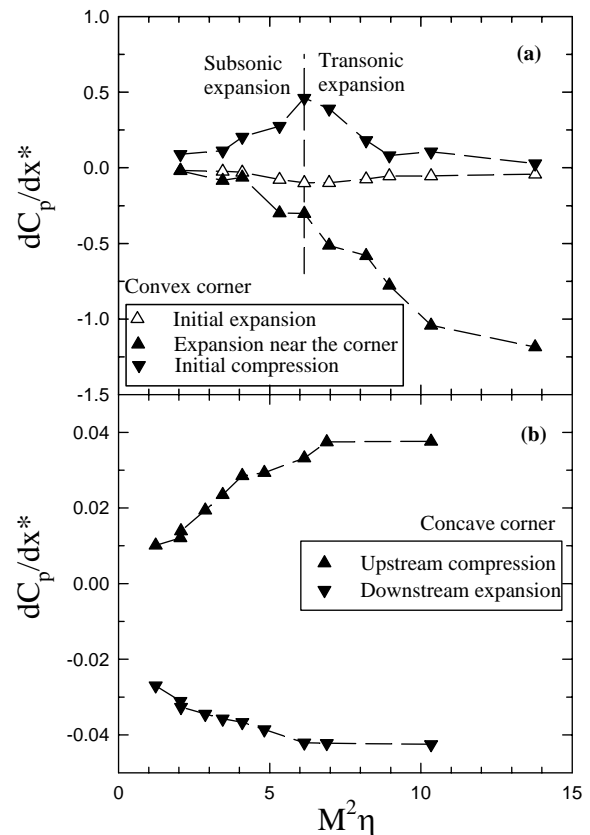 1.0
(a)
Subsonic Transonic
expansion expansion
0.5
0.0
-0.5
-1.0
-1.5
dCp/dx*
Convex corner
△ Initial expansion
▲ Expansion near the corner
▼ Initial compression
(b)
0.04
0.02
0.00
-0.02
-0.04
dCp/dx*
Concave corner
▲ Upstream compression
▼ Downstream expansion
0 5 10 15
M²η